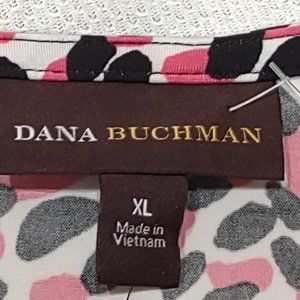 DANA BUCHMAN
XL
Made in
Vietnam